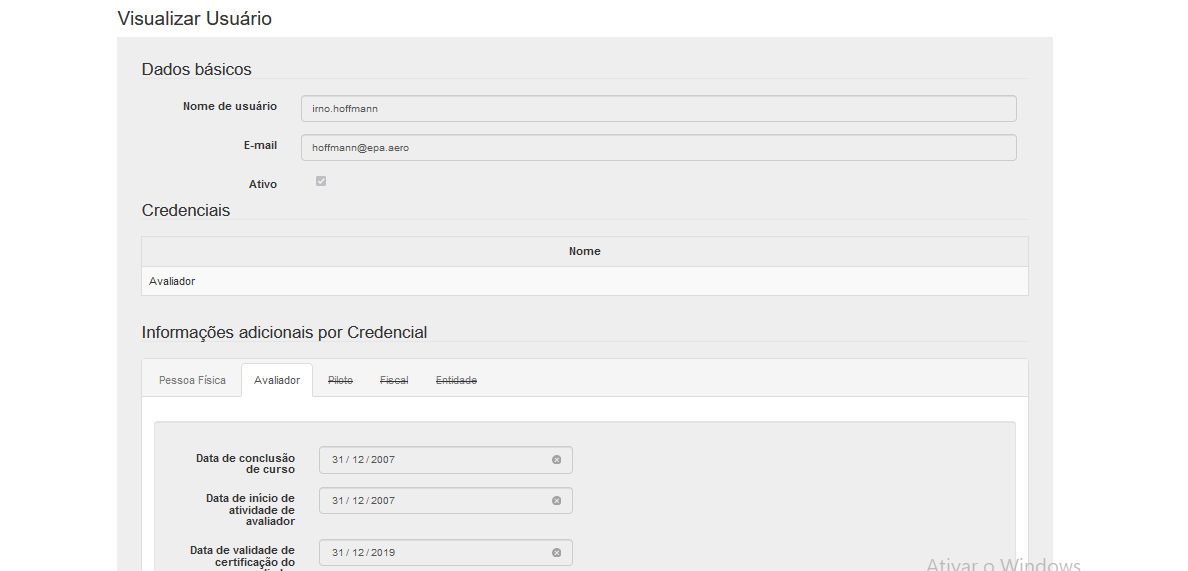 Visualizar Usuário
Dados básicos
Nome de usuário
irno.hoffmann
E-mail
hoffmann@epa.aero
Ativo
Credenciais
Nome
Avaliador
Informações adicionais por Credencial
Pessoa Física Avaliador Piloto Fiscal Entidade
Data de conclusão
de curso
31 / 12 / 2007
Data de início de
atividade de
avaliador
31 / 12 / 2007
Data de validade de
certificação do
31 / 12 / 2019
Ativar o Windows